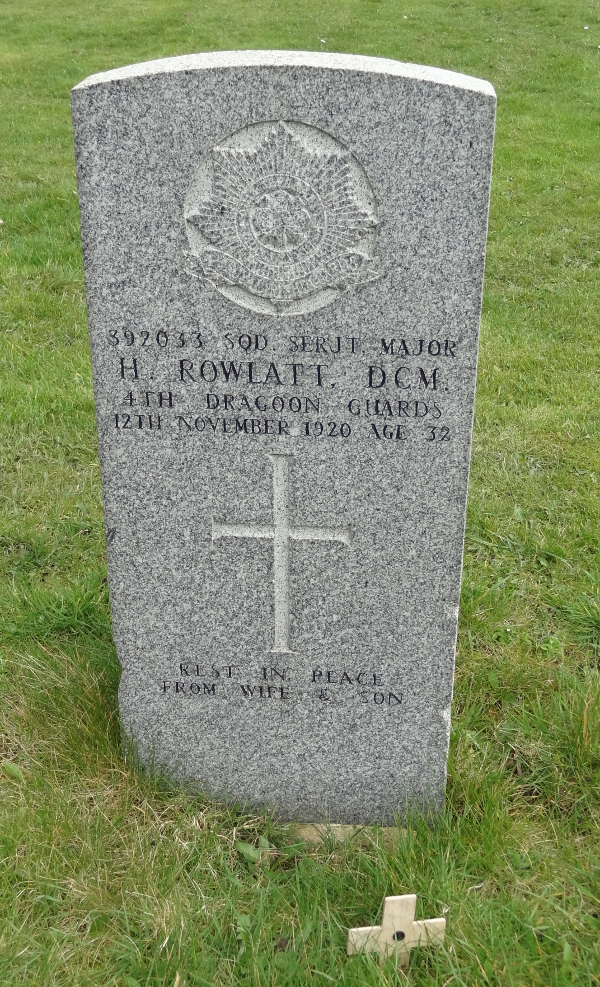 392033 SQD. SERJT. MAJOR
H. ROWLATT. DCM.
4TH DRAGOON GUARDS
12TH NOVEMBER 1920 AGE 32
REST IN PEACE
FROM WIFE & SON